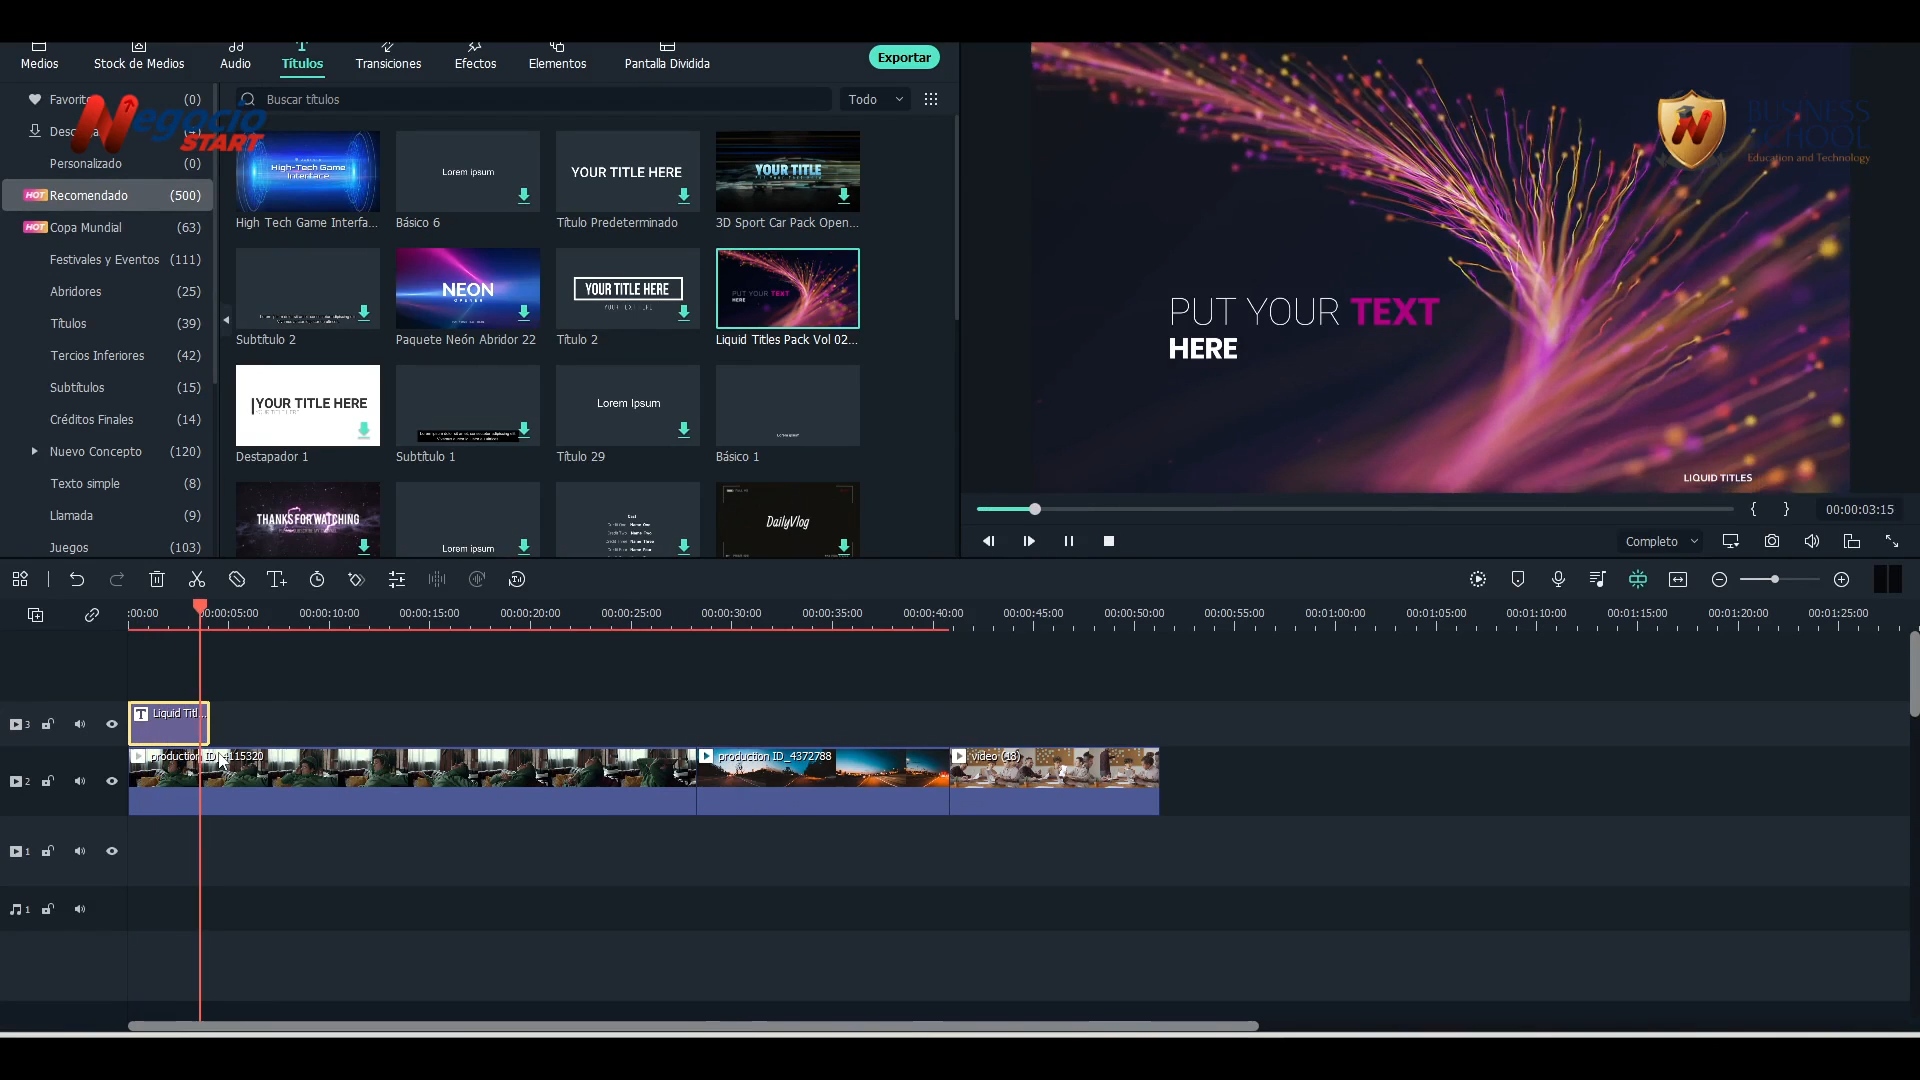 Medios
Stock de Medios
Audio
Títulos
Transiciones
Efectos
Elementos
Pantalla Dividida
Exportar
Favorito (0)
Negocio
START
Personalizado (0)
HOT Recomendado (500)
HOT Copa Mundial (63)
Festivales y Eventos (111)
Abridores (25)
Títulos (39)
Tercios Inferiores (42)
Subtítulos (15)
Créditos Finales (14)
Nuevo Concepto (120)
Texto simple (8)
Llamada (9)
Juegos (103)
Buscar títulos
Todo
High-Tech Game
Interface
Lorem ipsum
YOUR TITLE HERE
YOUR TITLE
High Tech Game Interfa...
Básico 6
Título Predeterminado
3D Sport Car Pack Open...
NEON
OPENER
YOUR TITLE HERE
PUT YOUR TEXT
HERE
Subtítulo 2
Paquete Neón Abridor 22
Título 2
Liquid Titles Pack Vol 02...
YOUR TITLE HERE
Lorem Ipsum
Destapador 1
Subtítulo 1
Título 29
Básico 1
THANKS FOR WATCHING
Lorem ipsum
DailyVlog
BUSINESS
SCHOOL
Education and Technology
PUT YOUR TEXT
HERE
LIQUID TITLES
{ } 00:00:03:15
Completo
:00:00 00:00:05:00 00:00:10:00 00:00:15:00 00:00:20:00 00:00:25:00 00:00:30:00 00:00:35:00 00:00:40:00 00:00:45:00 00:00:50:00 00:00:55:00 00:01:00:00 00:01:05:00 00:01:10:00 00:01:15:00 00:01:20:00 00:01:25:00
3
T Liquid Titl...
2
production ID_4115320
production ID_4372788
video (43)
1
1